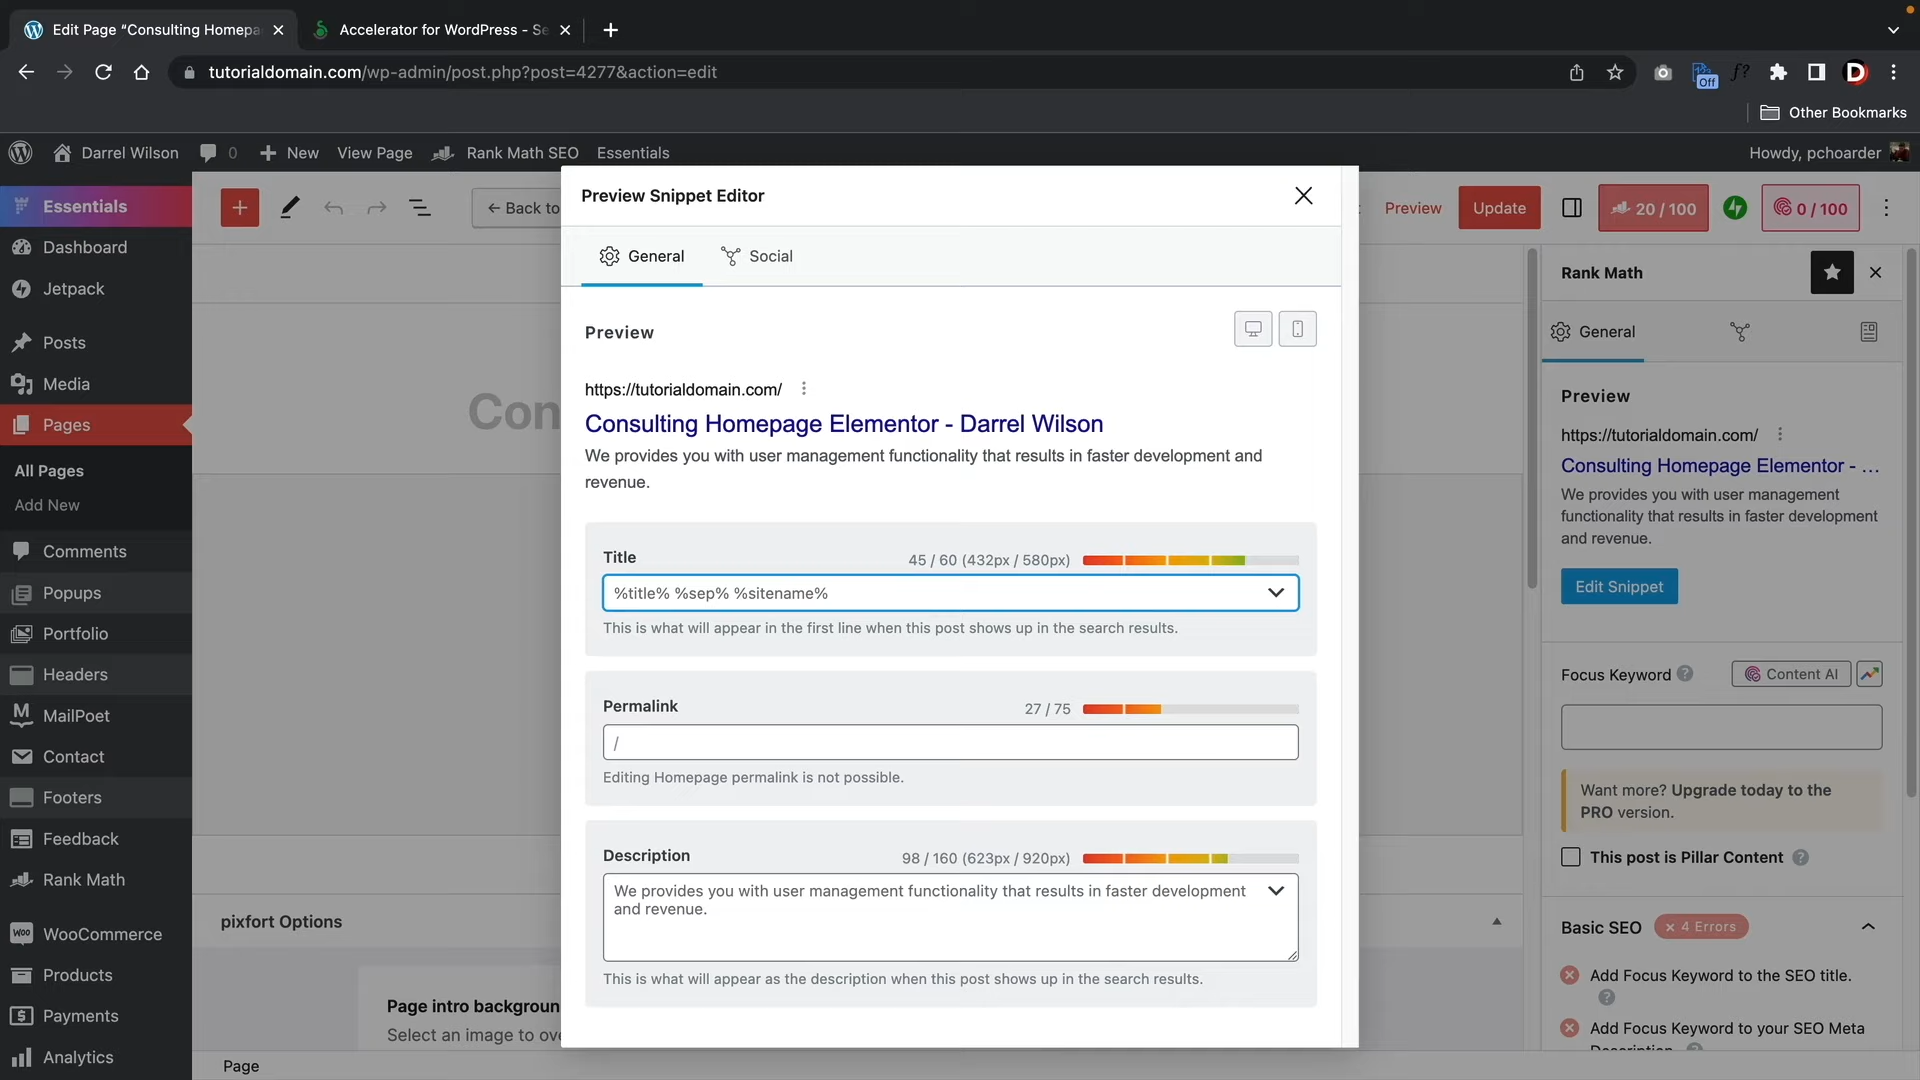 Edit Page “Consulting Homepa
Accelerator for WordPress - Se
tutorialdomain.com/wp-admin/post.php?post=4277&action=edit
Off
f?
D
Other Bookmarks
Darrel Wilson
0
New
View Page
Rank Math SEO
Essentials
Howdy, pchoarder
Essentials
Dashboard
Jetpack
Posts
Media
Pages
All Pages
Add New
Comments
Popups
Portfolio
Headers
MailPoet
Contact
Footers
Feedback
Rank Math
WooCommerce
Products
Payments
Analytics
← Back to
Preview
Update
20 / 100
0 / 100
Con
pixfort Options
Page intro backgroun
Select an image to ove
Page
Preview Snippet Editor
General
Social
Preview
https://tutorialdomain.com/
Consulting Homepage Elementor - Darrel Wilson
We provides you with user management functionality that results in faster development and
revenue.
Title
45 / 60 (432px / 580px)
%title% %sep% %sitename%
This is what will appear in the first line when this post shows up in the search results.
Permalink
27 / 75
/
Editing Homepage permalink is not possible.
Description
98 / 160 (623px / 920px)
We provides you with user management functionality that results in faster development
and revenue.
This is what will appear as the description when this post shows up in the search results.
Rank Math
General
Preview
https://tutorialdomain.com/
Consulting Homepage Elementor - ...
We provides you with user management
functionality that results in faster development
and revenue.
Edit Snippet
Focus Keyword
Content AI
Want more? Upgrade today to the
PRO version.
This post is Pillar Content
Basic SEO
× 4 Errors
Add Focus Keyword to the SEO title.
Add Focus Keyword to your SEO Meta
Description.